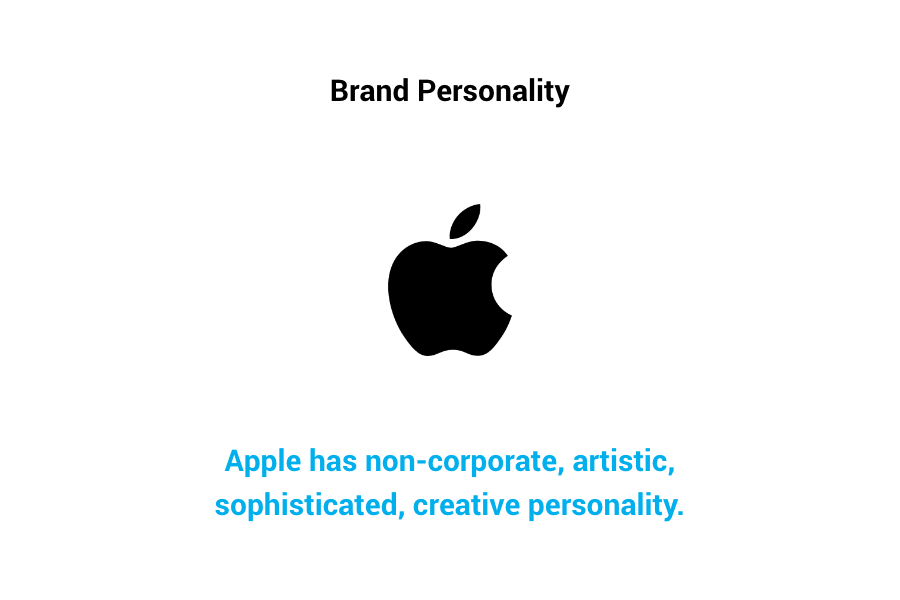 Brand Personality
Apple has non-corporate, artistic,
sophisticated, creative personality.